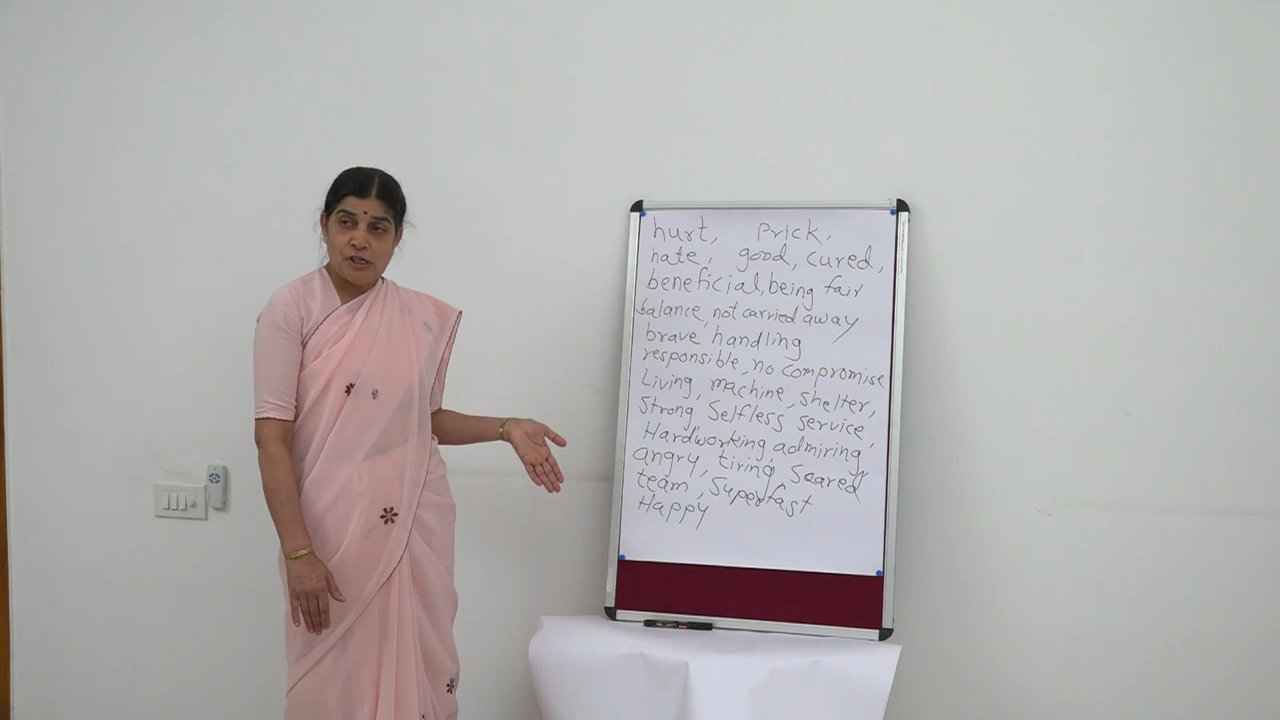 hurt, Prick,
hate, good, cured,
beneficial, being fair
balance, not carried away
brave handling
responsible, no compromise
Living, machine, shelter,
Strong, Selfless service,
Hardworking, admiring,
angry, tiring, Scared
team, Superfast
Happy